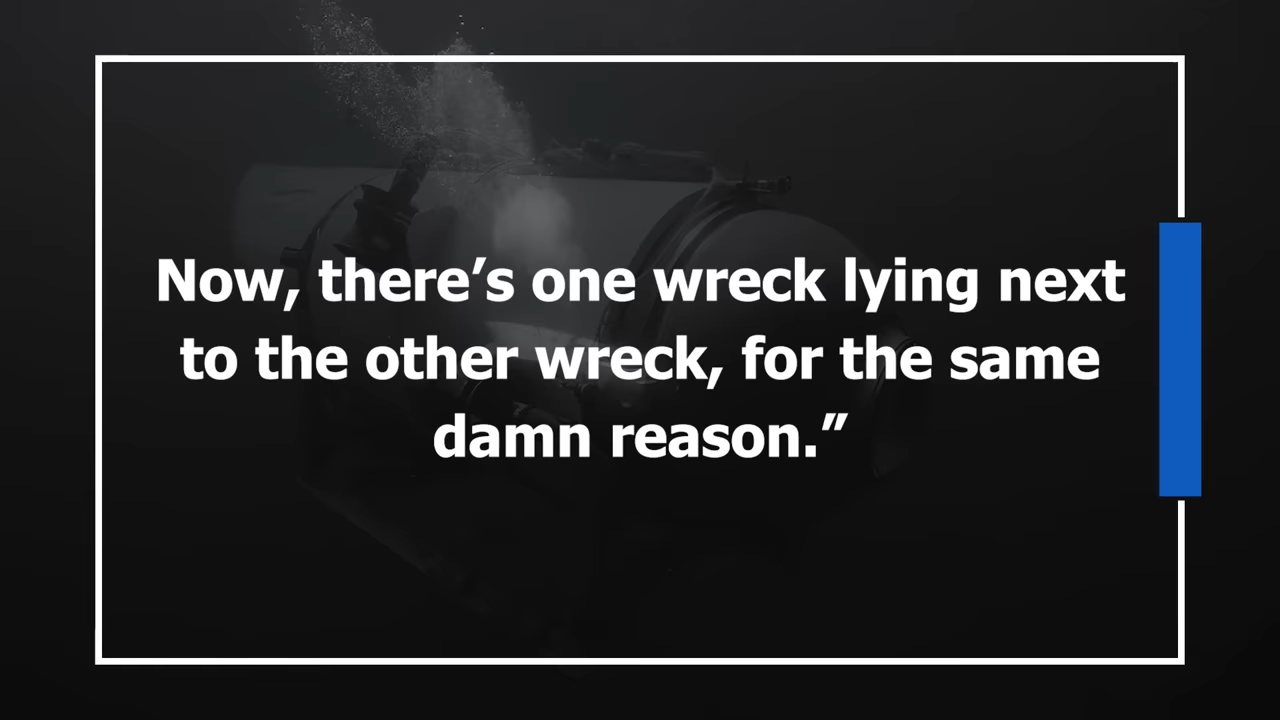 Now, there’s one wreck lying next
to the other wreck, for the same
damn reason.”